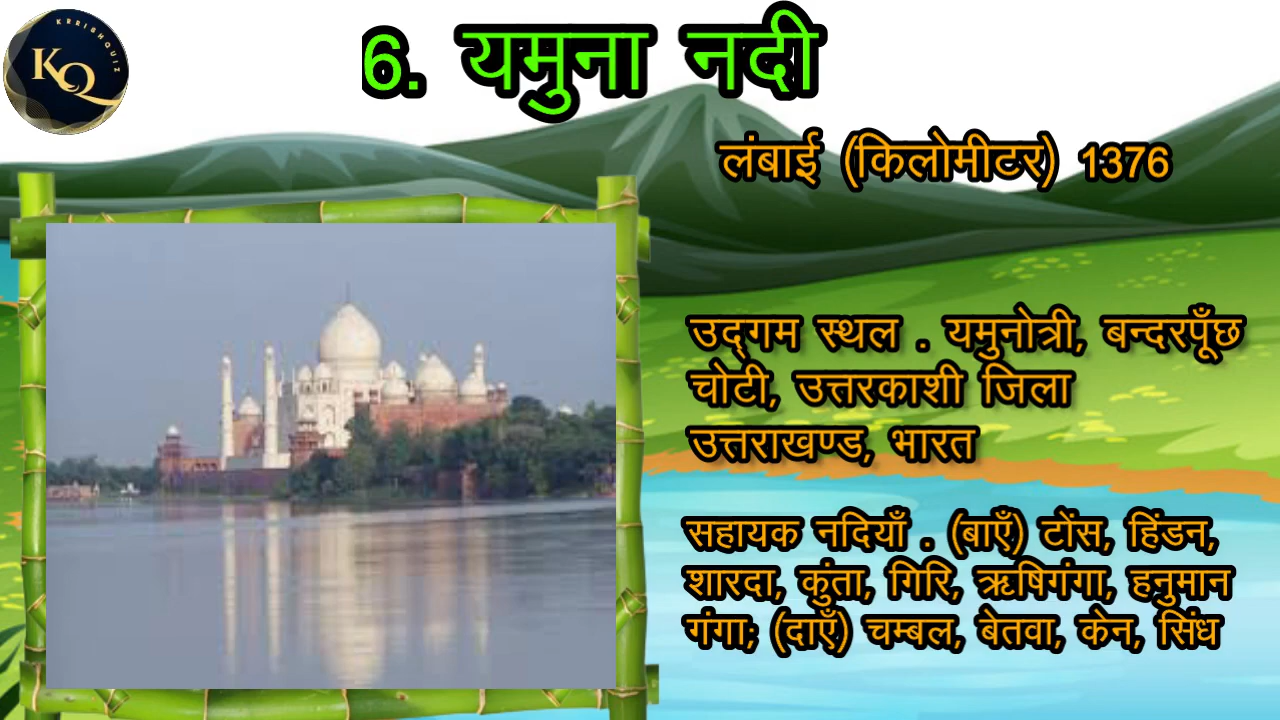 KRRISHQUIZ
KQ
6. यमुना नदी
लंबाई (किलोमीटर) 1376
उद्गम स्थल . यमुनोत्री, बन्दरपूँछ
चोटी, उत्तरकाशी जिला
उत्तराखण्ड, भारत
सहायक नदियाँ . (बाएँ) टोंस, हिंडन,
शारदा, कुंता, गिरि, ऋषिगंगा, हनुमान
गंगा; (दाएँ) चम्बल, बेतवा, केन, सिंध